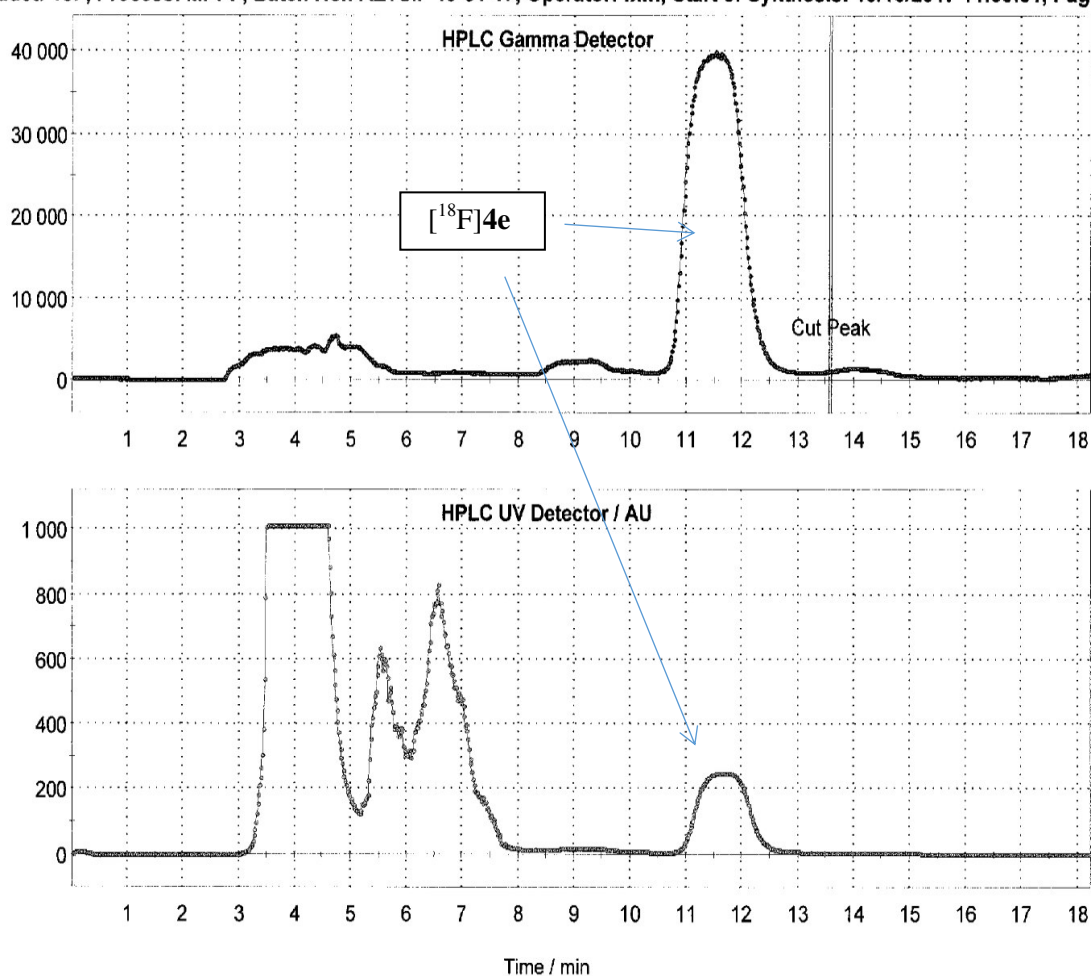 HPLC Gamma Detector
40 000
30 000
20 000
10 000
0
[¹⁸F]4e
Cut Peak
1 2 3 4 5 6 7 8 9 10 11 12 13 14 15 16 17 18
HPLC UV Detector / AU
1 000
800
600
400
200
0
1 2 3 4 5 6 7 8 9 10 11 12 13 14 15 16 17 18
Time / min